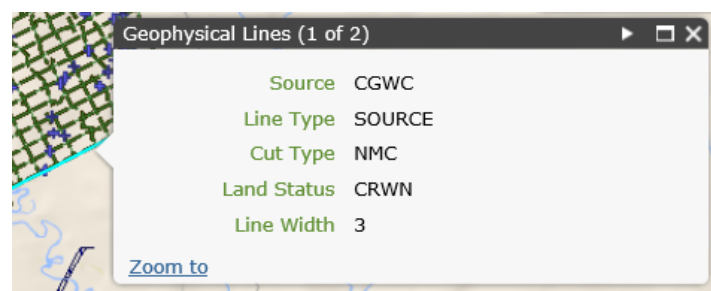 Geophysical Lines (1 of 2)
Source CGWC
Line Type SOURCE
Cut Type NMC
Land Status CRWN
Line Width 3
Zoom to